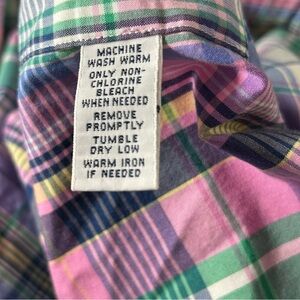 MACHINE
WASH WARM
ONLY NON-
CHLORINE
BLEACH
WHEN NEEDED
REMOVE
PROMPTLY
TUMBLE
DRY LOW
WARM IRON
IF NEEDED